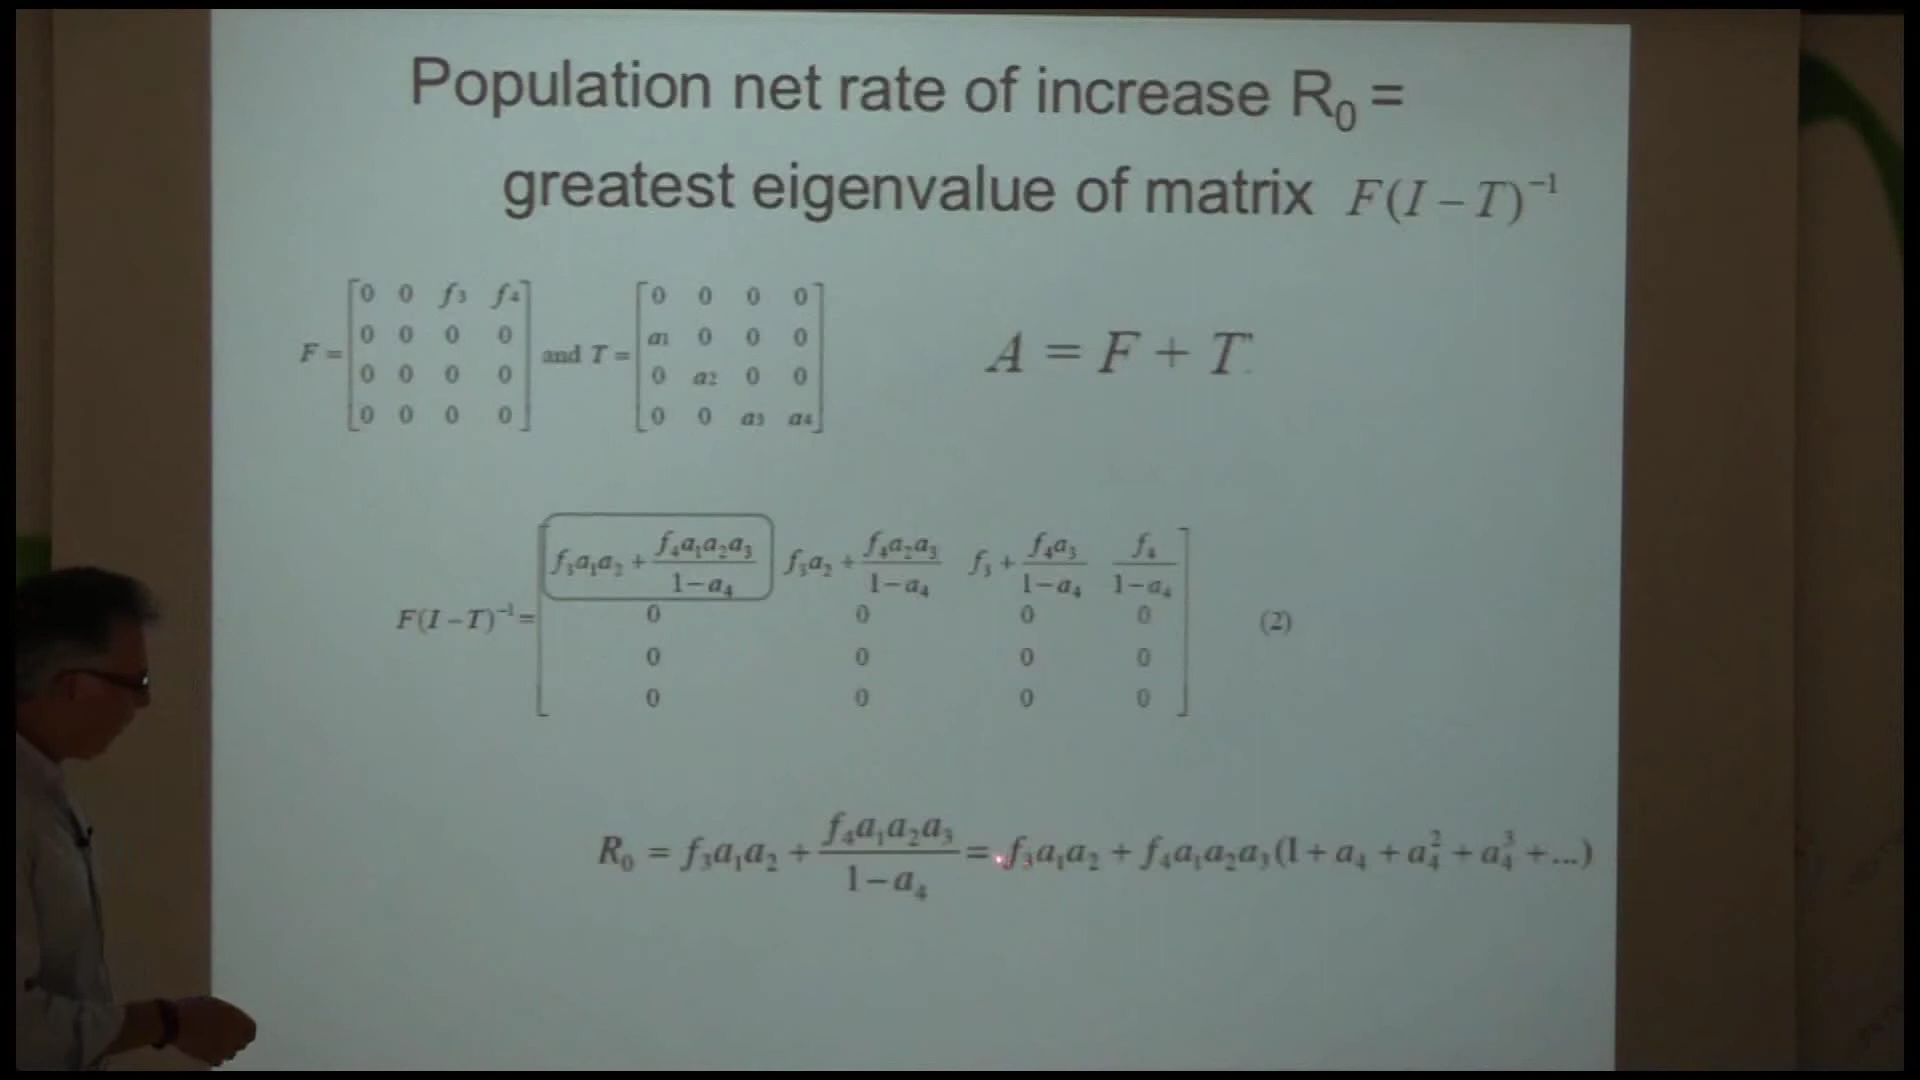 Population net rate of increase R₀ =
greatest eigenvalue of matrix F(I – T)⁻¹
F = [0 0 f₃ f₄
0 0 0 0
0 0 0 0
0 0 0 0] and T = [0 0 0 0
a₁ 0 0 0
0 a₂ 0 0
0 0 a₃ a₄]
A = F + T
F(I – T)⁻¹ = [f₃a₁a₂ + f₄a₁a₂a₃/(1–a₄) f₃a₂ + f₄a₂a₃/(1–a₄) f₃ + f₄a₃/(1–a₄) f₄/(1–a₄)
0 0 0 0
0 0 0 0
0 0 0 0] (2)
R₀ = f₃a₁a₂ + f₄a₁a₂a₃/(1–a₄) = f₃a₁a₂ + f₄a₁a₂a₃(1 + a₄ + a₄² + a₄³ + ...)